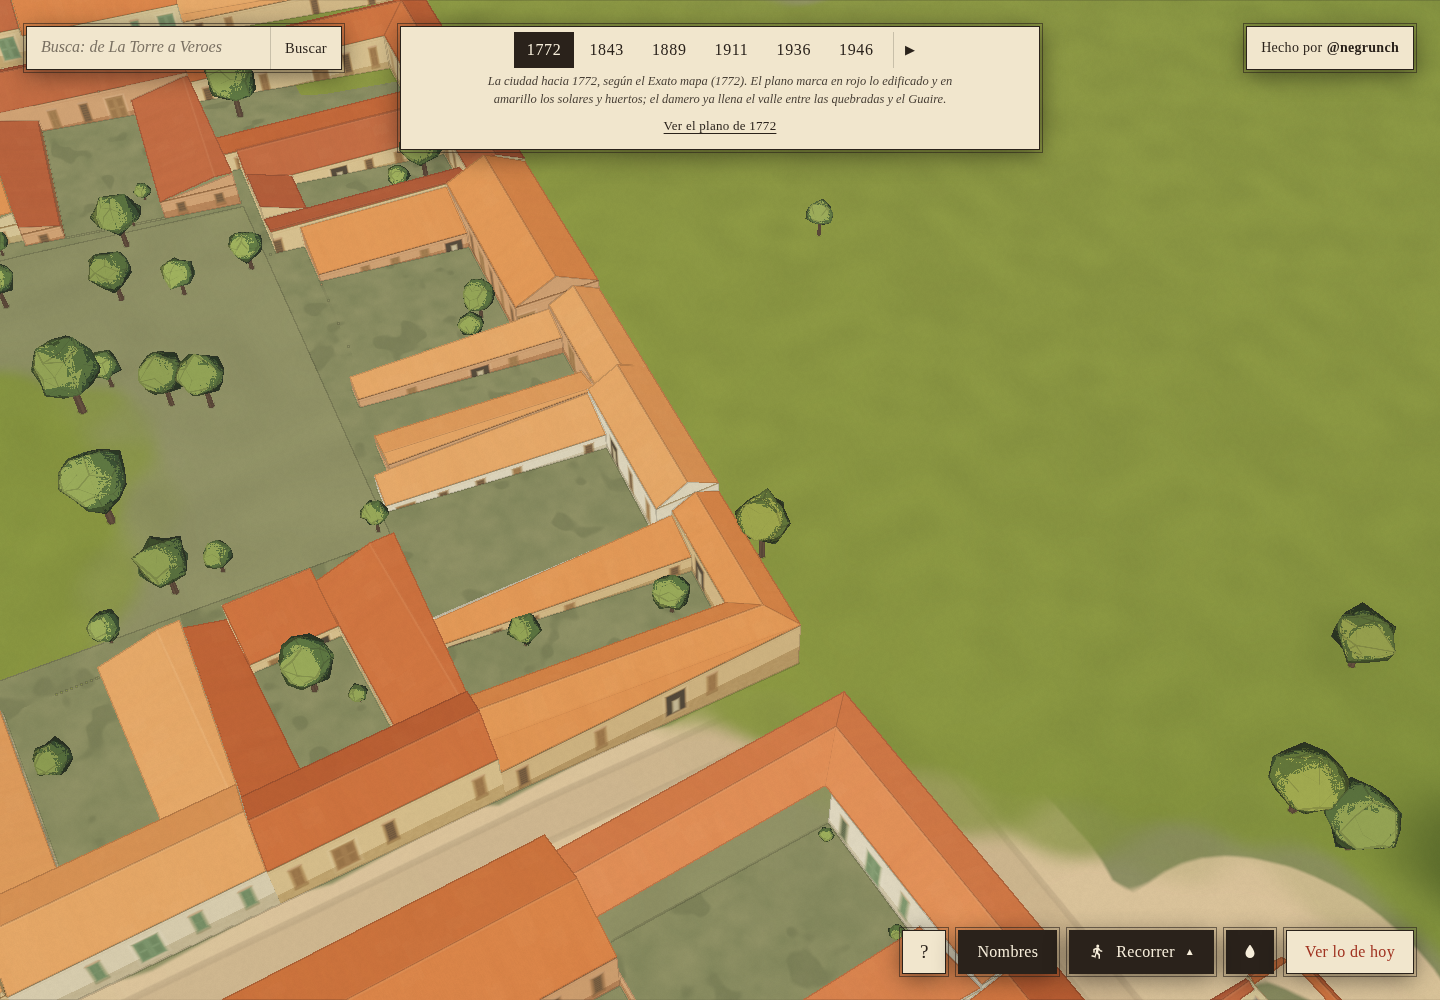 Busca: de La Torre a Veroes
Buscar
1772 1843 1889 1911 1936 1946 ▶
La ciudad hacia 1772, según el Exato mapa (1772). El plano marca en rojo lo edificado y en
amarillo los solares y huertos; el damero ya llena el valle entre las quebradas y el Guaire.
Ver el plano de 1772
Hecho por @negrunch
?
Nombres
Recorrer ▲
Ver lo de hoy